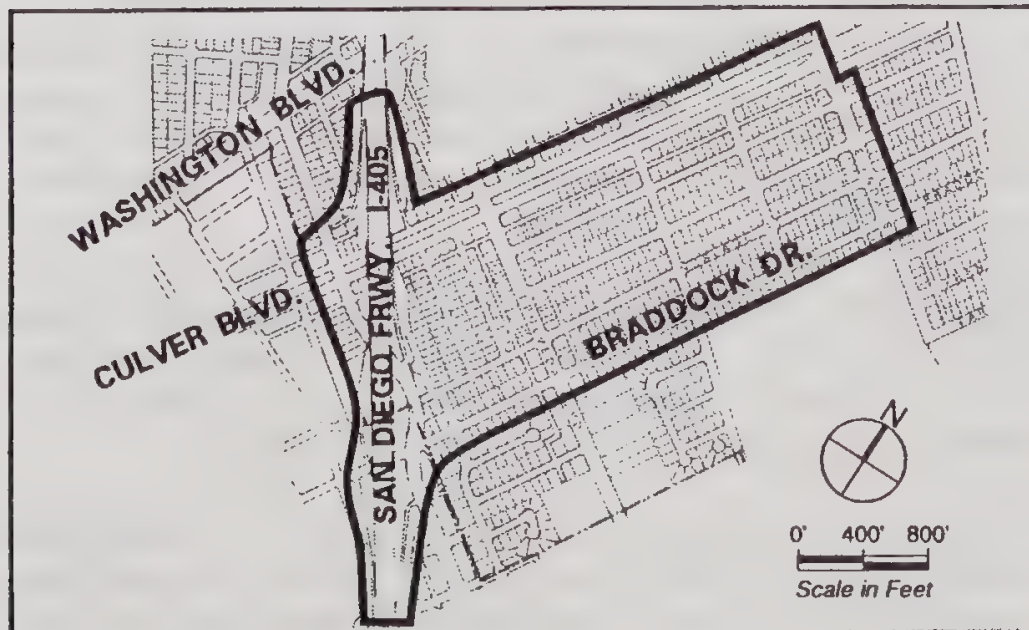 WASHINGTON BLVD.
CULVER BLVD.
SAN DIEGO FRWY. I-405
BRADDOCK DR.
N
0' 400' 800'
Scale in Feet